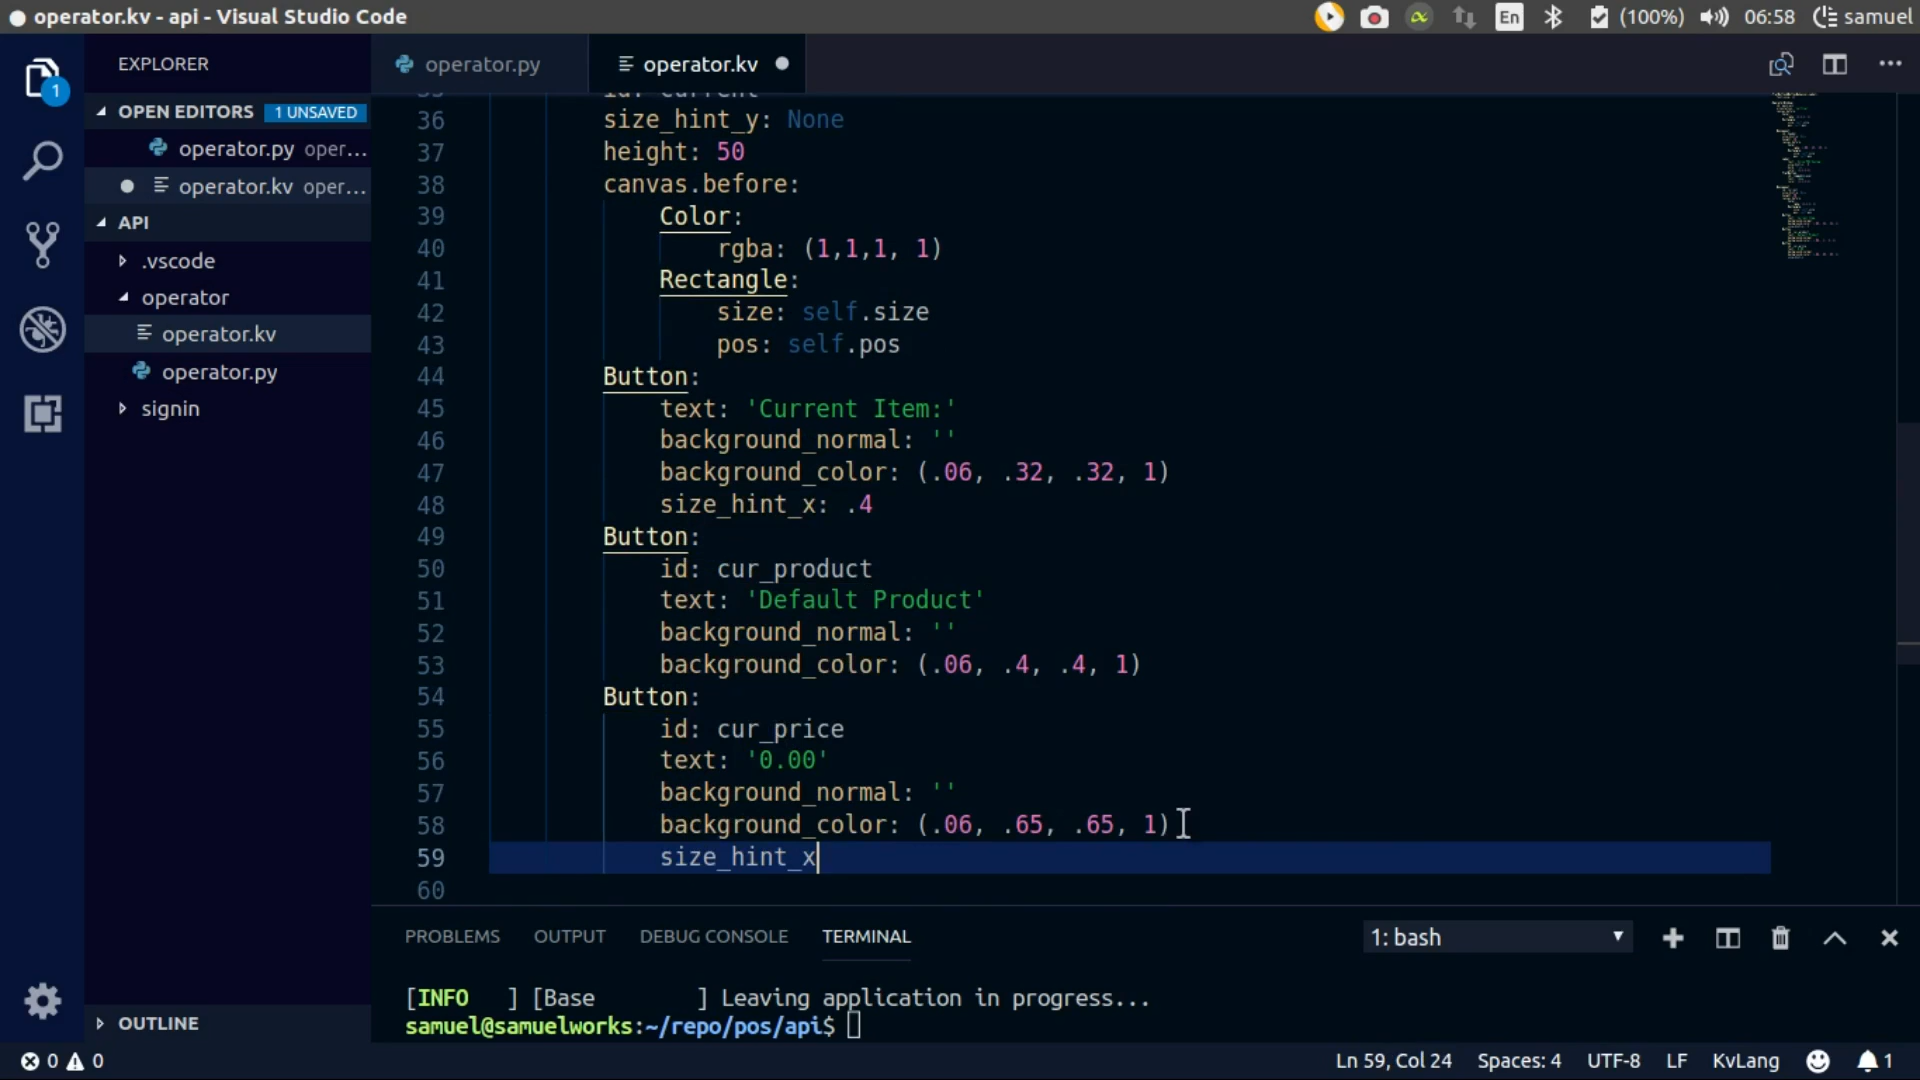 operator.kv - api - Visual Studio Code
En (100%) 06:58 samuel
EXPLORER
operator.py
operator.kv
1
OPEN EDITORS 1 UNSAVED
operator.py oper...
operator.kv oper...
API
.vscode
operator
operator.kv
operator.py
signin
OUTLINE
35 id: current
36 size_hint_y: None
37 height: 50
38 canvas.before:
39 Color:
40 rgba: (1,1,1, 1)
41 Rectangle:
42 size: self.size
43 pos: self.pos
44 Button:
45 text: 'Current Item:'
46 background_normal: ''
47 background_color: (.06, .32, .32, 1)
48 size_hint_x: .4
49 Button:
50 id: cur_product
51 text: 'Default Product'
52 background_normal: ''
53 background_color: (.06, .4, .4, 1)
54 Button:
55 id: cur_price
56 text: '0.00'
57 background_normal: ''
58 background_color: (.06, .65, .65, 1)
59 size_hint_x
60
PROBLEMS OUTPUT DEBUG CONSOLE TERMINAL
1: bash
[INFO   ] [Base        ] Leaving application in progress...
samuel@samuelworks:~/repo/pos/api$
0 0
Ln 59, Col 24 Spaces: 4 UTF-8 LF KvLang 1